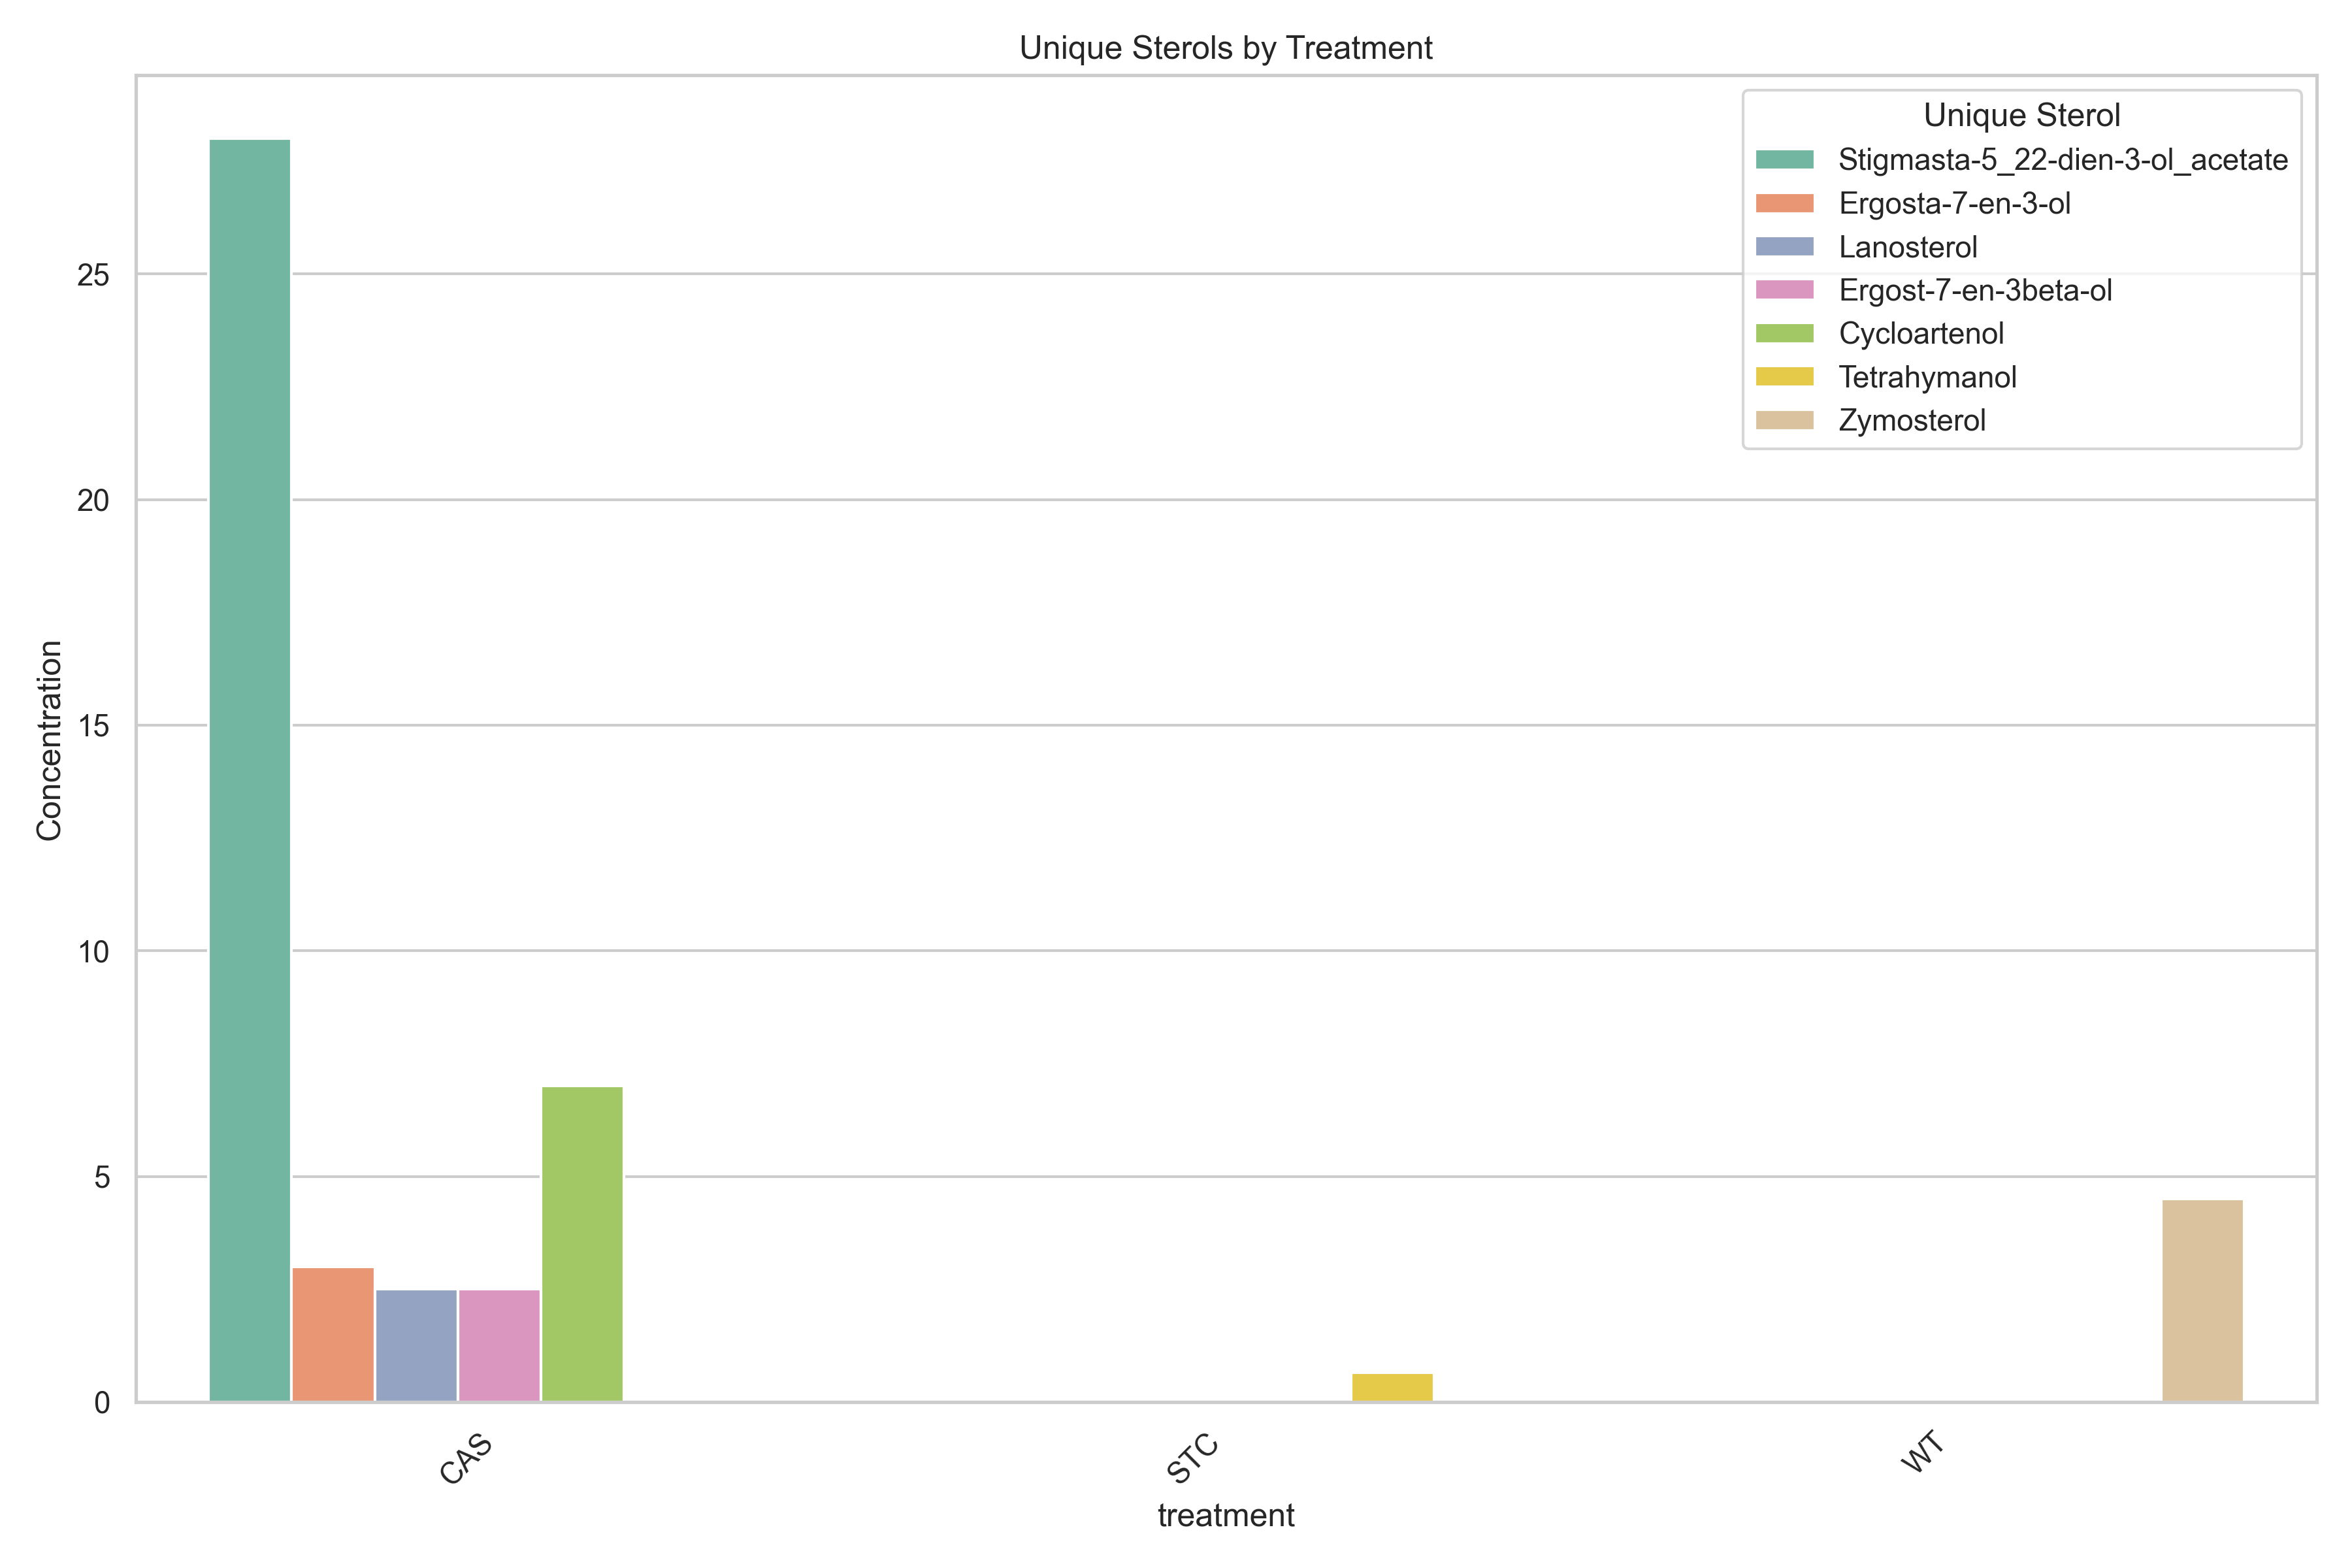 Unique Sterols by Treatment
Unique Sterol
Stigmasta-5_22-dien-3-ol_acetate
Ergosta-7-en-3-ol
Lanosterol
Ergost-7-en-3beta-ol
Cycloartenol
Tetrahymanol
Zymosterol
Concentration
25
20
15
10
5
0
CAS
STC
WT
treatment